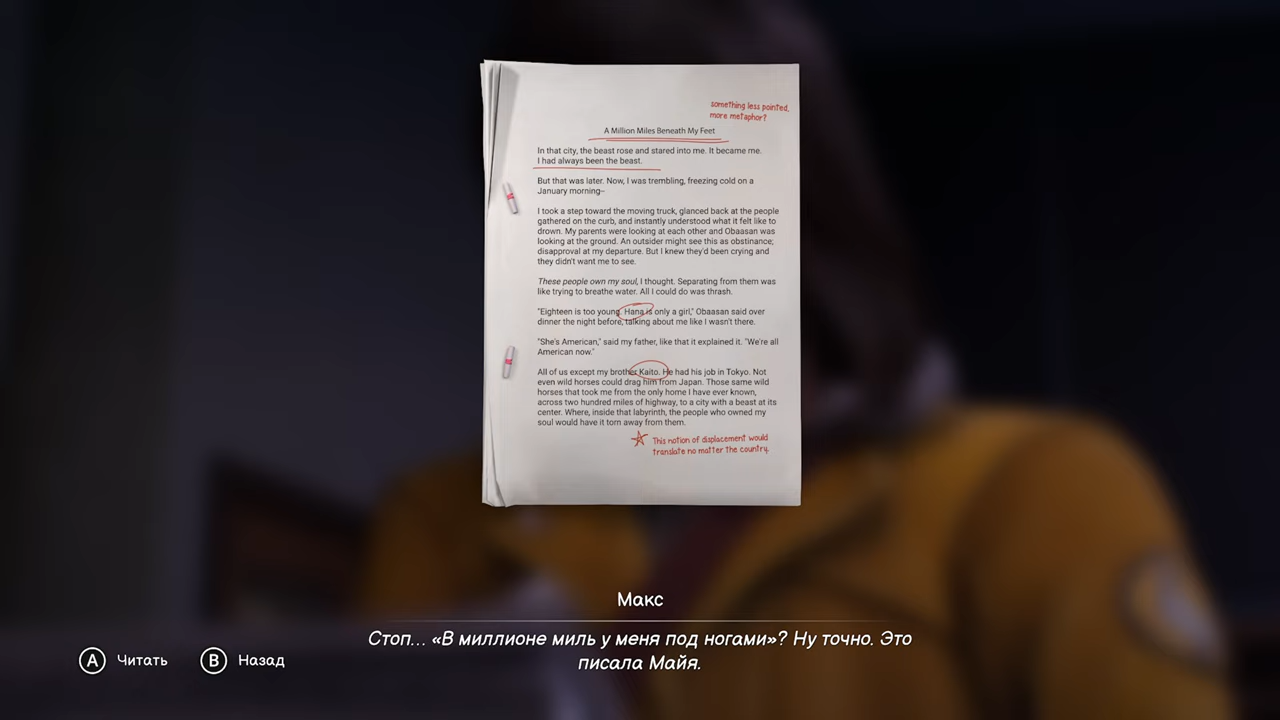 something less pointed,
more metaphor?
A Million Miles Beneath My Feet
In that city, the beast rose and stared into me. It became me.
I had always been the beast.
But that was later. Now, I was trembling, freezing cold on a
January morning–
I took a step toward the moving truck, glanced back at the people
gathered on the curb, and instantly understood what it felt like to
drown. My parents were looking at each other and Obaasan was
looking at the ground. An outsider might see this as obstinance;
disapproval at my departure. But I knew they'd been crying and
they didn't want me to see.
These people own my soul, I thought. Separating from them was
like trying to breathe water. All I could do was thrash.
"Eighteen is too young. Hana is only a girl," Obaasan said over
dinner the night before, talking about me like I wasn't there.
"She's American," said my father, like that it explained it. "We're all
American now."
All of us except my brother Kaito. He had his job in Tokyo. Not
even wild horses could drag him from Japan. Those same wild
horses that took me from the only home I have ever known,
across two hundred miles of highway, to a city with a beast at its
center. Where, inside that labyrinth, the people who owned my
soul would have it torn away from them.
This notion of displacement would
translate no matter the country.
Макс
Стоп... «В миллионе миль у меня под ногами»? Ну точно. Это
писала Майя.
A Читать B Назад